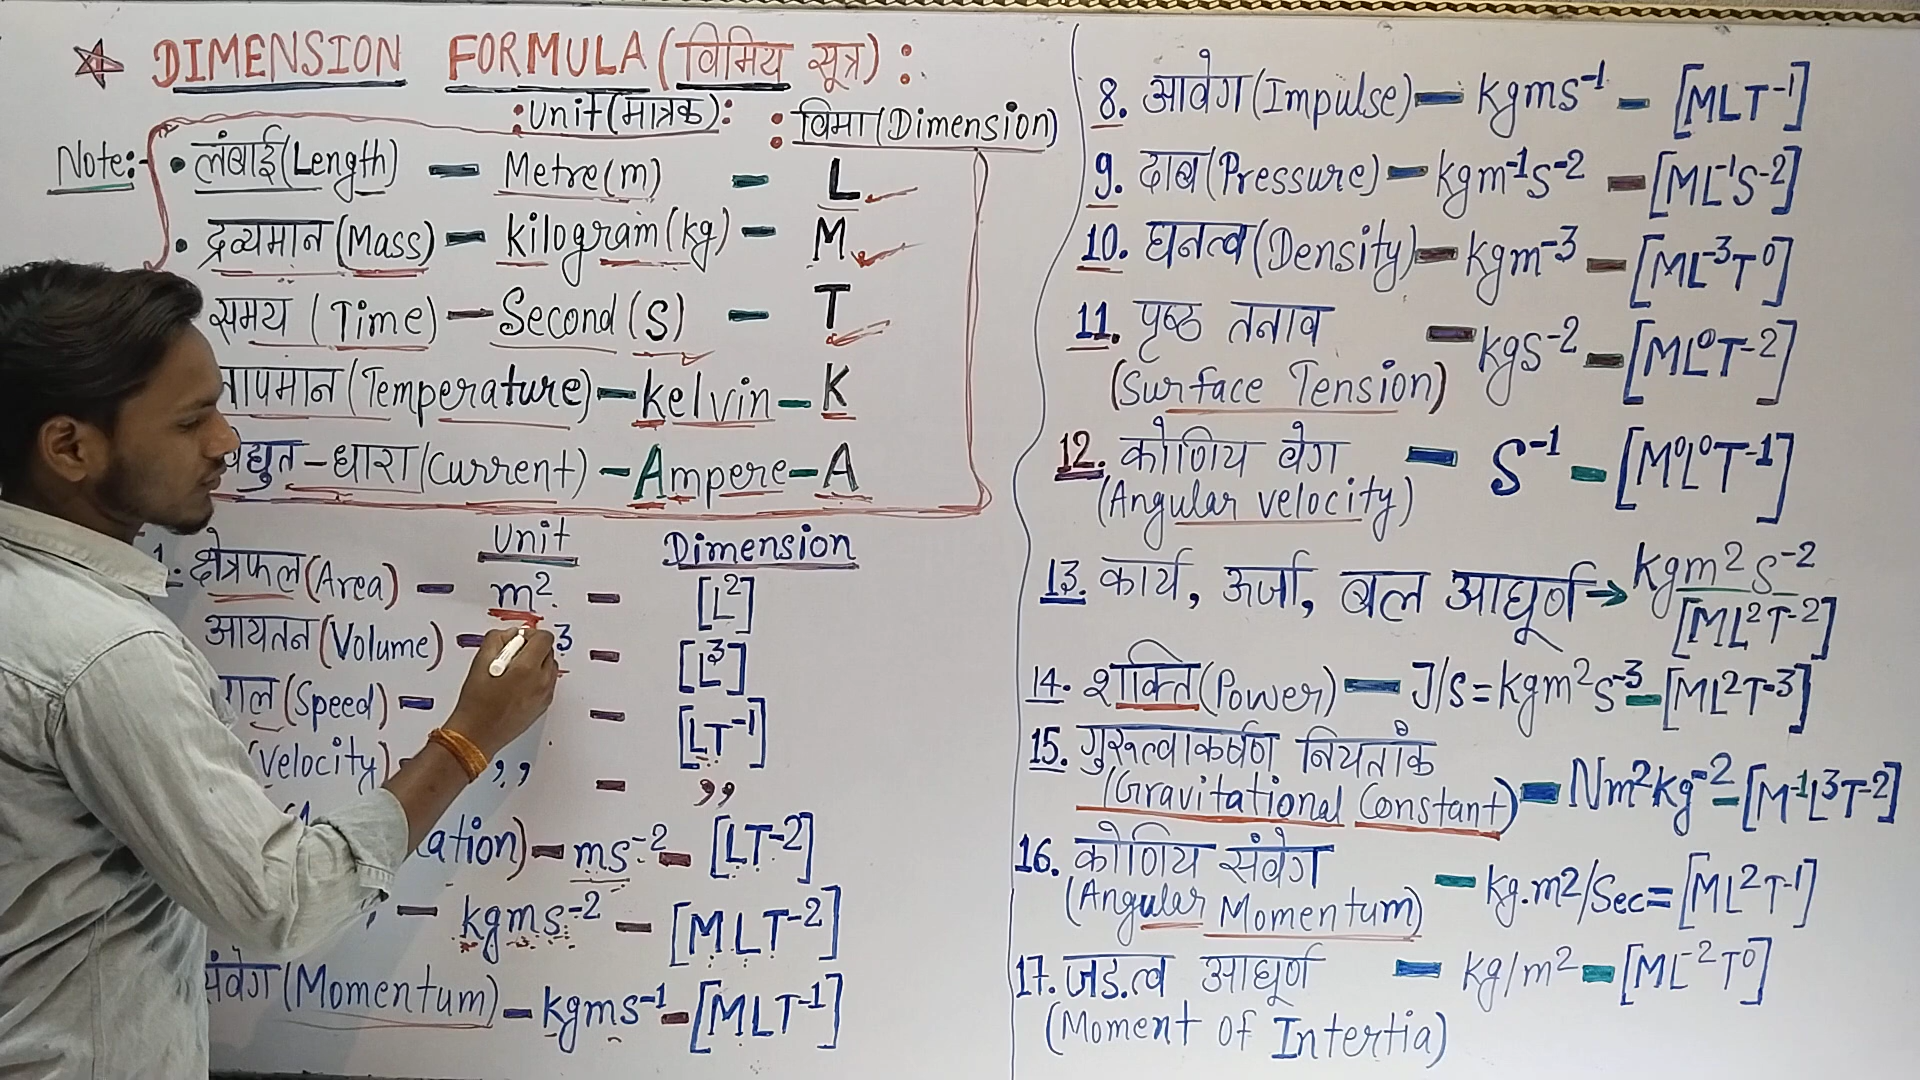 DIMENSION FORMULA (विमिय सूत्र) :
:unit(मात्रक): : विमा (Dimension)
Note:- • लंबाई (Length) — Metre(m) — L
• द्रव्यमान (Mass) — kilogram(kg) — M
समय (Time) — Second (S) — T
तापमान (Temperature) — kelvin — K
विद्युत-धारा (Current) — Ampere — A
unit Dimension
1. क्षेत्रफल (Area) — m² — [L²]
आयतन (Volume) — 3 — [L³]
(Speed) — — [LT⁻¹]
(Velocity) — ,, — ,,
ation) — ms⁻² — [LT⁻²]
— kgms⁻² — [MLT⁻²]
संवेग (Momentum) — kgms⁻¹ — [MLT⁻¹]
8. आवेग (Impulse) — kgms⁻¹ — [MLT⁻¹]
9. दाब (Pressure) — kgm⁻¹s⁻² — [ML⁻¹S⁻²]
10. घनत्व (Density) — kgm⁻³ — [ML⁻³T⁰]
11. पृष्ठ तनाव — kgs⁻² — [ML⁰T⁻²]
(Surface Tension)
12. कोणिय वेग — S⁻¹ — [M⁰L⁰T⁻¹]
(Angular velocity)
13. कार्य, ऊर्जा, बल आघूर्ण → kgm²s⁻²
[ML²T⁻²]
14. शक्ति (Power) — J/s = kgm²s⁻³ — [ML²T⁻³]
15. गुरुत्वाकर्षण नियतांक
(Gravitational Constant) — Nm²kg⁻² — [M⁻¹L³T⁻²]
16. कोणिय संवेग — kg.m²/Sec = [ML²T⁻¹]
(Angular Momentum)
17. जड.त्व आघूर्ण — kg/m² — [ML⁻²T⁰]
(Moment of Intertia)